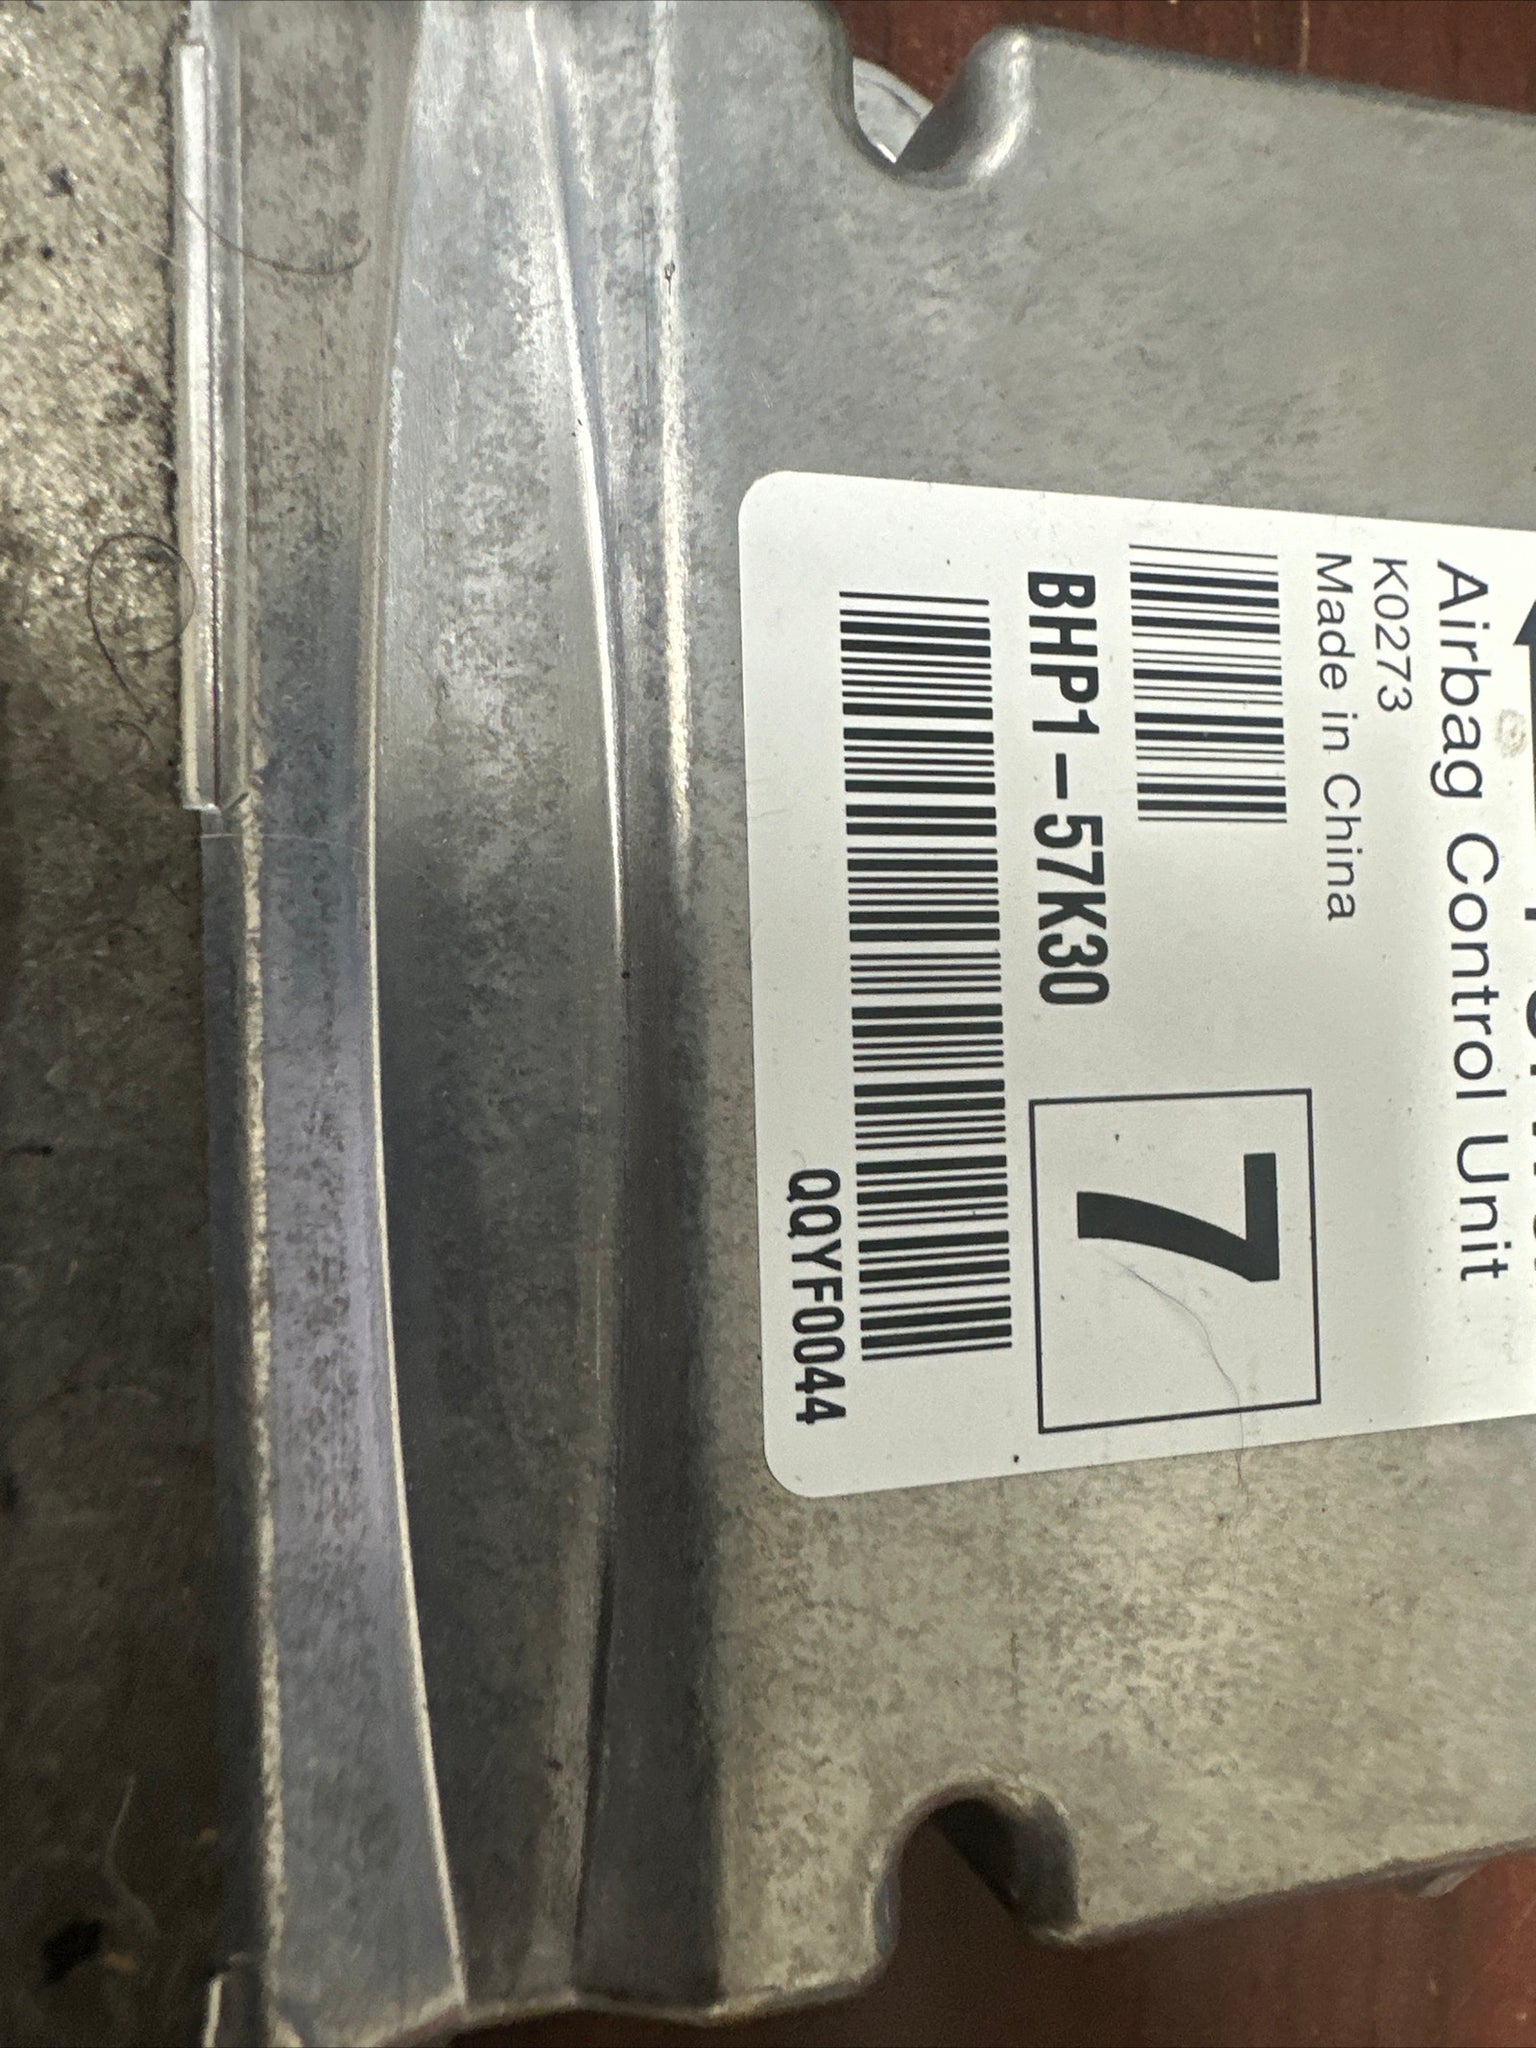 Airbag Control Unit
K0273
Made in China
BHP1-57K30
7
QQYF0044